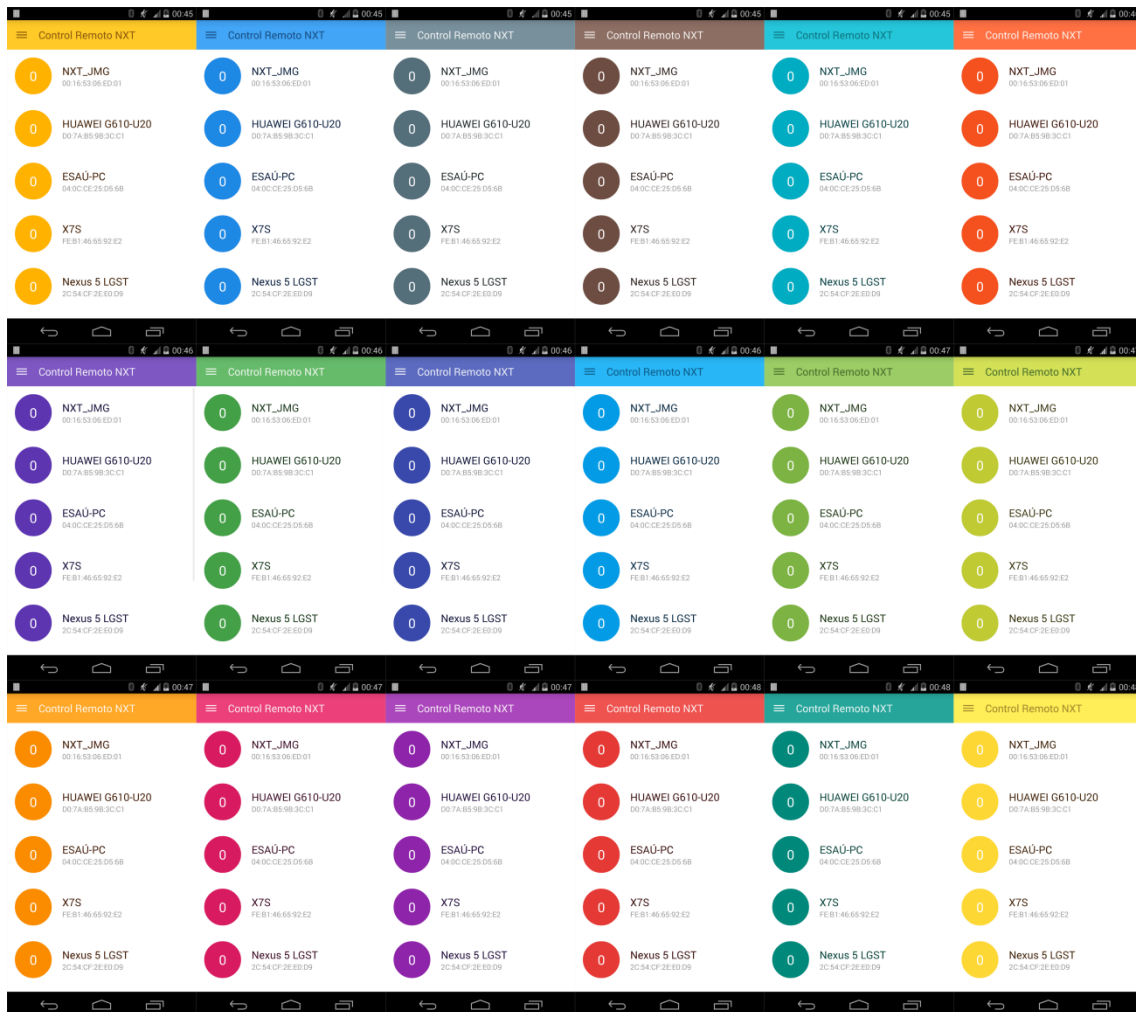 00:45
Control Remoto NXT
0
NXT_JMG
00:16:53:06:ED:01
0
HUAWEI G610-U20
D0:7A:B5:9B:3C:C1
0
ESAÚ-PC
04:0C:CE:25:D5:6B
0
X7S
FE:B1:46:65:92:E2
0
Nexus 5 LGST
2C:54:CF:2E:E0:D9
00:45
Control Remoto NXT
0
NXT_JMG
00:16:53:06:ED:01
0
HUAWEI G610-U20
D0:7A:B5:9B:3C:C1
0
ESAÚ-PC
04:0C:CE:25:D5:6B
0
X7S
FE:B1:46:65:92:E2
0
Nexus 5 LGST
2C:54:CF:2E:E0:D9
00:45
Control Remoto NXT
0
NXT_JMG
00:16:53:06:ED:01
0
HUAWEI G610-U20
D0:7A:B5:9B:3C:C1
0
ESAÚ-PC
04:0C:CE:25:D5:6B
0
X7S
FE:B1:46:65:92:E2
0
Nexus 5 LGST
2C:54:CF:2E:E0:D9
00:45
Control Remoto NXT
0
NXT_JMG
00:16:53:06:ED:01
0
HUAWEI G610-U20
D0:7A:B5:9B:3C:C1
0
ESAÚ-PC
04:0C:CE:25:D5:6B
0
X7S
FE:B1:46:65:92:E2
0
Nexus 5 LGST
2C:54:CF:2E:E0:D9
00:45
Control Remoto NXT
0
NXT_JMG
00:16:53:06:ED:01
0
HUAWEI G610-U20
D0:7A:B5:9B:3C:C1
0
ESAÚ-PC
04:0C:CE:25:D5:6B
0
X7S
FE:B1:46:65:92:E2
0
Nexus 5 LGST
2C:54:CF:2E:E0:D9
Control Remoto NXT
0
NXT_JMG
00:16:53:06:ED:01
0
HUAWEI G610-U20
D0:7A:B5:9B:3C:C1
0
ESAÚ-PC
04:0C:CE:25:D5:6B
0
X7S
FE:B1:46:65:92:E2
0
Nexus 5 LGST
2C:54:CF:2E:E0:D9
00:46
Control Remoto NXT
0
NXT_JMG
00:16:53:06:ED:01
0
HUAWEI G610-U20
D0:7A:B5:9B:3C:C1
0
ESAÚ-PC
04:0C:CE:25:D5:6B
0
X7S
FE:B1:46:65:92:E2
0
Nexus 5 LGST
2C:54:CF:2E:E0:D9
00:46
Control Remoto NXT
0
NXT_JMG
00:16:53:06:ED:01
0
HUAWEI G610-U20
D0:7A:B5:9B:3C:C1
0
ESAÚ-PC
04:0C:CE:25:D5:6B
0
X7S
FE:B1:46:65:92:E2
0
Nexus 5 LGST
2C:54:CF:2E:E0:D9
00:46
Control Remoto NXT
0
NXT_JMG
00:16:53:06:ED:01
0
HUAWEI G610-U20
D0:7A:B5:9B:3C:C1
0
ESAÚ-PC
04:0C:CE:25:D5:6B
0
X7S
FE:B1:46:65:92:E2
0
Nexus 5 LGST
2C:54:CF:2E:E0:D9
00:46
Control Remoto NXT
0
NXT_JMG
00:16:53:06:ED:01
0
HUAWEI G610-U20
D0:7A:B5:9B:3C:C1
0
ESAÚ-PC
04:0C:CE:25:D5:6B
0
X7S
FE:B1:46:65:92:E2
0
Nexus 5 LGST
2C:54:CF:2E:E0:D9
00:47
Control Remoto NXT
0
NXT_JMG
00:16:53:06:ED:01
0
HUAWEI G610-U20
D0:7A:B5:9B:3C:C1
0
ESAÚ-PC
04:0C:CE:25:D5:6B
0
X7S
FE:B1:46:65:92:E2
0
Nexus 5 LGST
2C:54:CF:2E:E0:D9
Control Remoto NXT
0
NXT_JMG
00:16:53:06:ED:01
0
HUAWEI G610-U20
D0:7A:B5:9B:3C:C1
0
ESAÚ-PC
04:0C:CE:25:D5:6B
0
X7S
FE:B1:46:65:92:E2
0
Nexus 5 LGST
2C:54:CF:2E:E0:D9
00:47
Control Remoto NXT
0
NXT_JMG
00:16:53:06:ED:01
0
HUAWEI G610-U20
D0:7A:B5:9B:3C:C1
0
ESAÚ-PC
04:0C:CE:25:D5:6B
0
X7S
FE:B1:46:65:92:E2
0
Nexus 5 LGST
2C:54:CF:2E:E0:D9
00:47
Control Remoto NXT
0
NXT_JMG
00:16:53:06:ED:01
0
HUAWEI G610-U20
D0:7A:B5:9B:3C:C1
0
ESAÚ-PC
04:0C:CE:25:D5:6B
0
X7S
FE:B1:46:65:92:E2
0
Nexus 5 LGST
2C:54:CF:2E:E0:D9
00:47
Control Remoto NXT
0
NXT_JMG
00:16:53:06:ED:01
0
HUAWEI G610-U20
D0:7A:B5:9B:3C:C1
0
ESAÚ-PC
04:0C:CE:25:D5:6B
0
X7S
FE:B1:46:65:92:E2
0
Nexus 5 LGST
2C:54:CF:2E:E0:D9
00:48
Control Remoto NXT
0
NXT_JMG
00:16:53:06:ED:01
0
HUAWEI G610-U20
D0:7A:B5:9B:3C:C1
0
ESAÚ-PC
04:0C:CE:25:D5:6B
0
X7S
FE:B1:46:65:92:E2
0
Nexus 5 LGST
2C:54:CF:2E:E0:D9
00:48
Control Remoto NXT
0
NXT_JMG
00:16:53:06:ED:01
0
HUAWEI G610-U20
D0:7A:B5:9B:3C:C1
0
ESAÚ-PC
04:0C:CE:25:D5:6B
0
X7S
FE:B1:46:65:92:E2
0
Nexus 5 LGST
2C:54:CF:2E:E0:D9
Control Remoto NXT
0
NXT_JMG
00:16:53:06:ED:01
0
HUAWEI G610-U20
D0:7A:B5:9B:3C:C1
0
ESAÚ-PC
04:0C:CE:25:D5:6B
0
X7S
FE:B1:46:65:92:E2
0
Nexus 5 LGST
2C:54:CF:2E:E0:D9